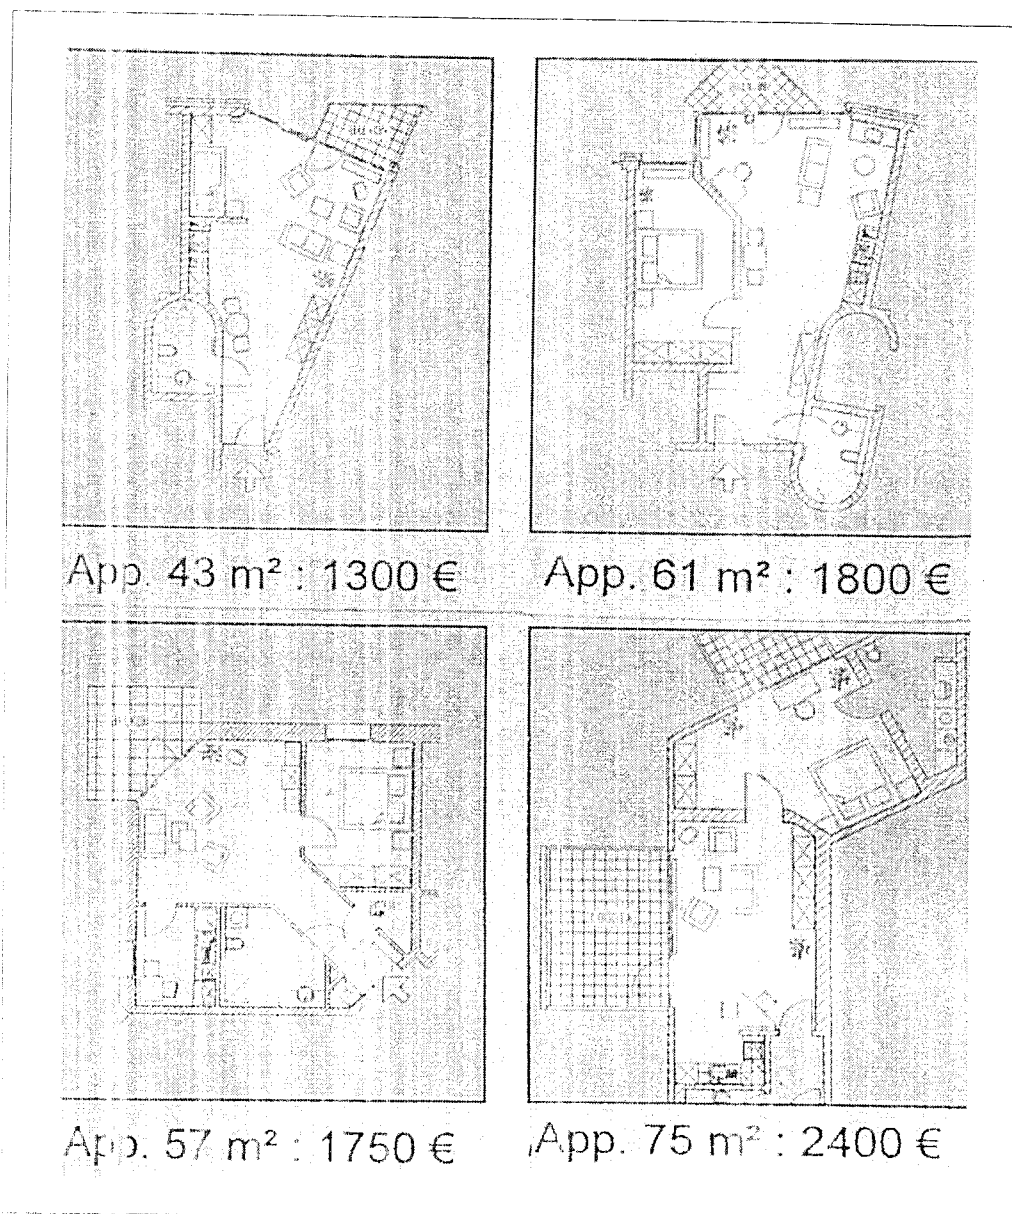 App. 43 m² : 1300 €
App. 61 m² : 1800 €
App. 57 m² : 1750 €
App. 75 m² : 2400 €